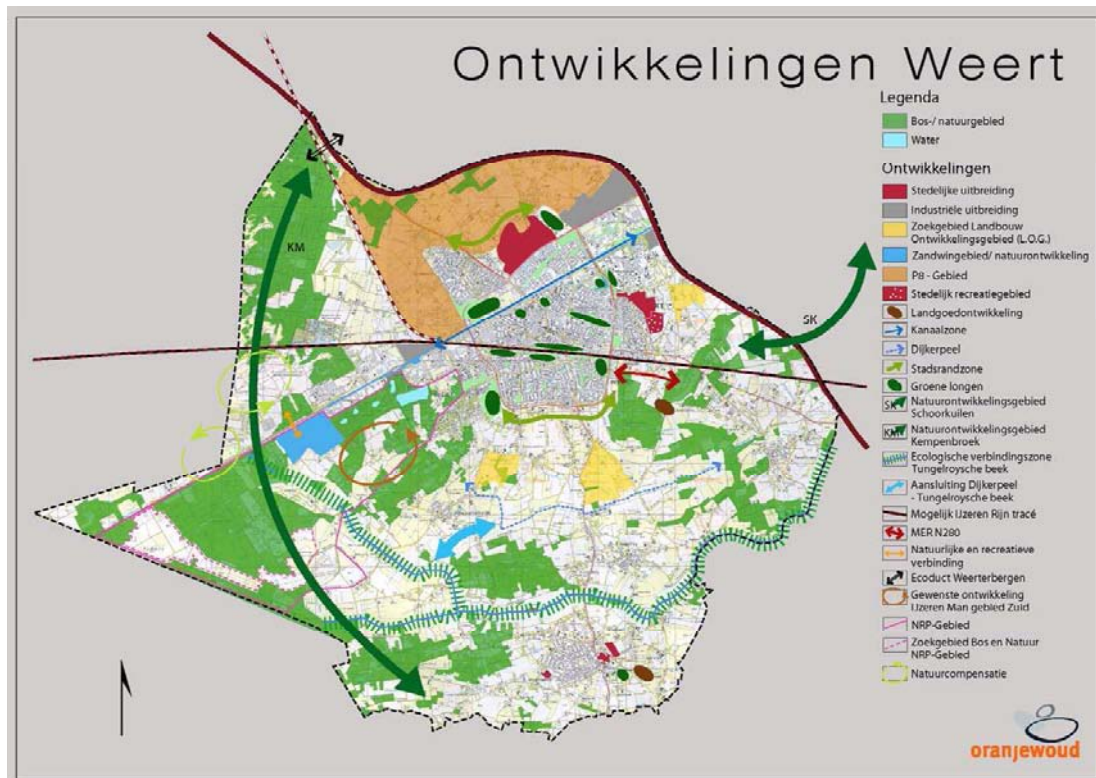 Ontwikkelingen Weert
Legenda
Bos-/ natuurgebied
Water
Ontwikkelingen
Stedelijke uitbreiding
Industriële uitbreiding
Zoekgebied Landbouw
Ontwikkelingsgebied (L.O.G.)
Zandwingebied/ natuurontwikkeling
P8 - Gebied
Stedelijk recreatiegebied
Landgoedontwikkeling
Kanaalzone
Dijkerpeel
Stadsrandzone
Groene longen
SK
Natuurontwikkelingsgebied
Schoorkuilen
KM
Natuurontwikkelingsgebied
Kempenbroek
Ecologische verbindingszone
Tungelroysche beek
Aansluiting Dijkerpeel
- Tungelroysche beek
Mogelijk IJzeren Rijn tracé
MER N280
Natuurlijke en recreatieve
verbinding
Ecoduct Weerterbergen
Gewenste ontwikkeling
IJzeren Man gebied Zuid
NRP-Gebied
Zoekgebied Bos en Natuur
NRP-Gebied
Natuurcompensatie
KM
SK
oranjewoud